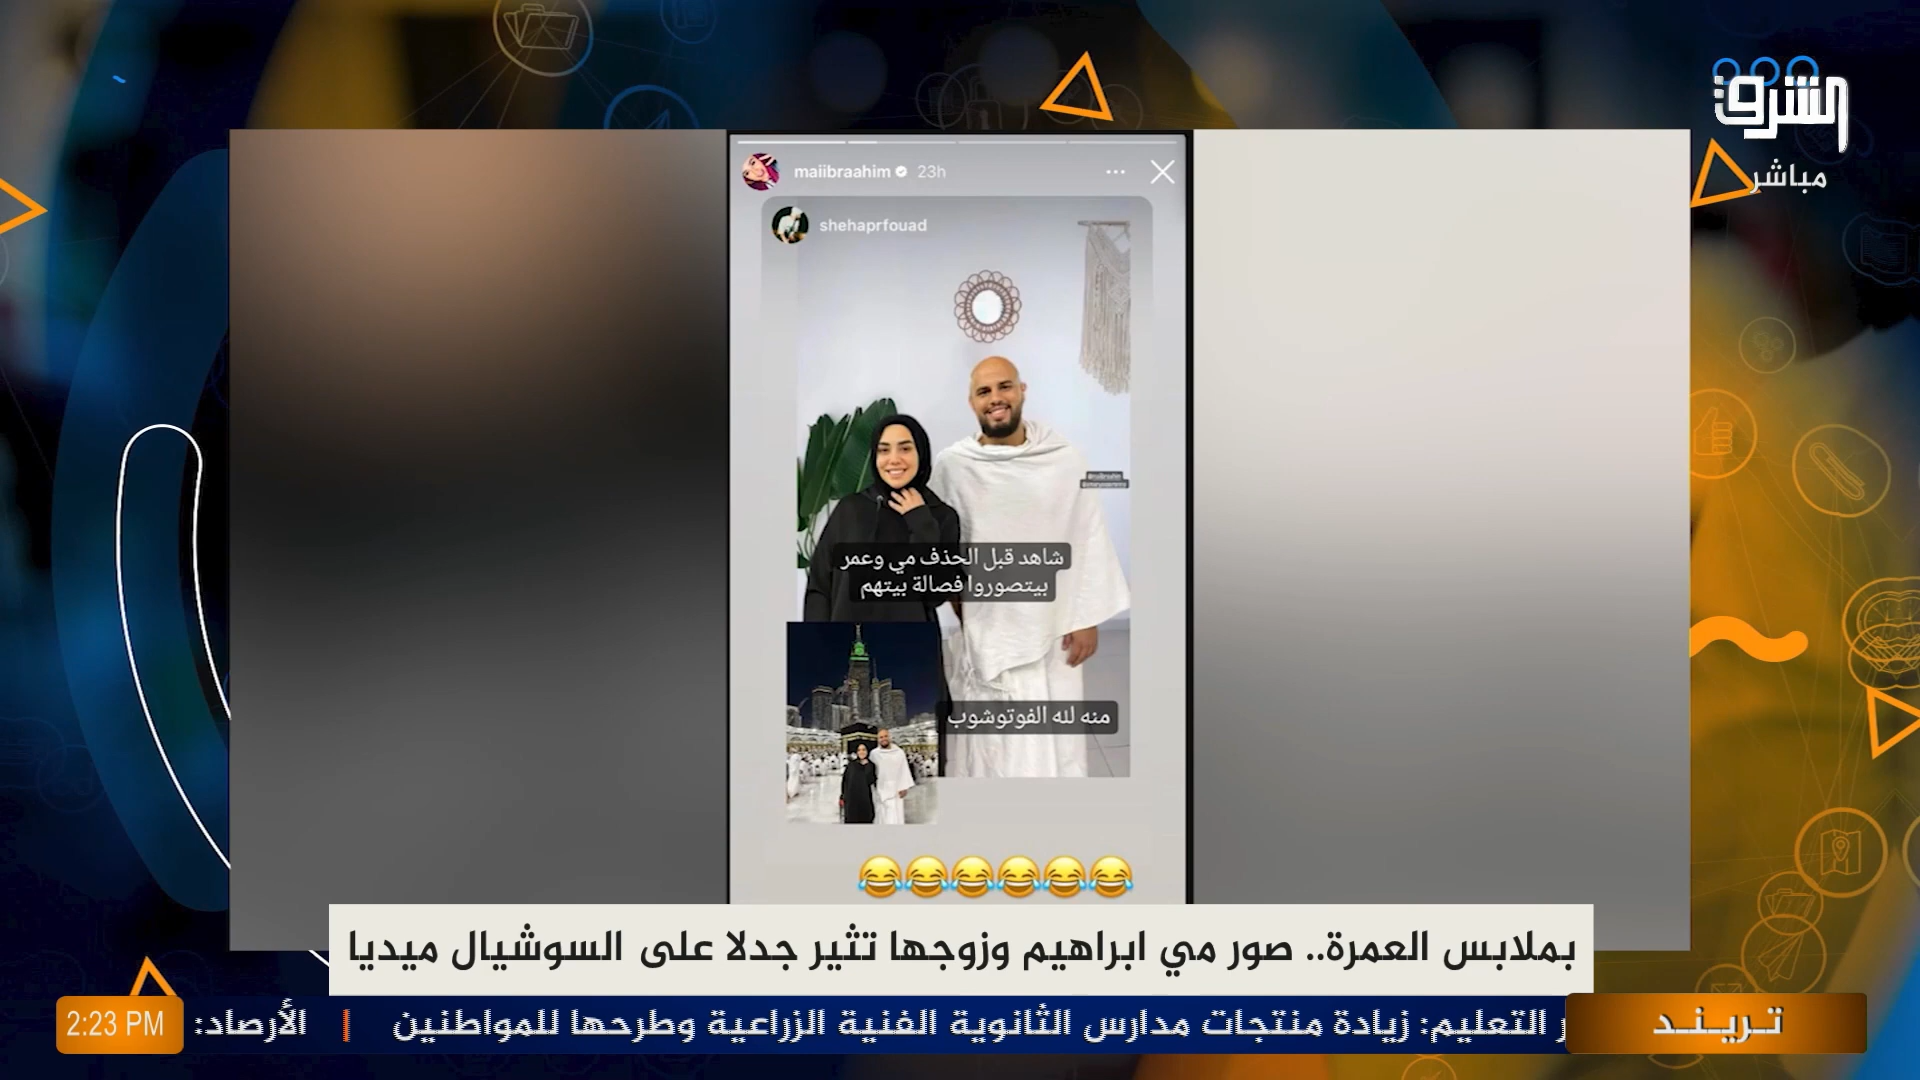 الشرق
مباشر
maiibraahim 23h
shehaprfouad
شاهد قبل الحذف مي وعمر
بيتصوروا فصالة بيتهم
منه لله الفوتوشوب
😂😂😂😂😂😂
بملابس العمرة.. صور مي ابراهيم وزوجها تثير جدلا على السوشيال ميديا
تريند
ر التعليم: زيادة منتجات مدارس الثانوية الفنية الزراعية وطرحها للمواطنين | الأرصاد:
2:23 PM